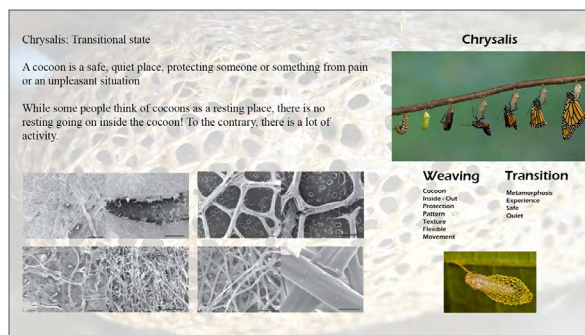 Chrysalis: Transitional state
A cocoon is a safe, quiet place, protecting someone or something from pain
or an unpleasant situation
While some people think of cocoons as a resting place, there is no
resting going on inside the cocoon! To the contrary, there is a lot of
activity.
Chrysalis
Weaving
Cocoon
Inside - Out
Protection
Pattern
Texture
Flexible
Movement
Transition
Metamorphosis
Experience
Safe
Quiet